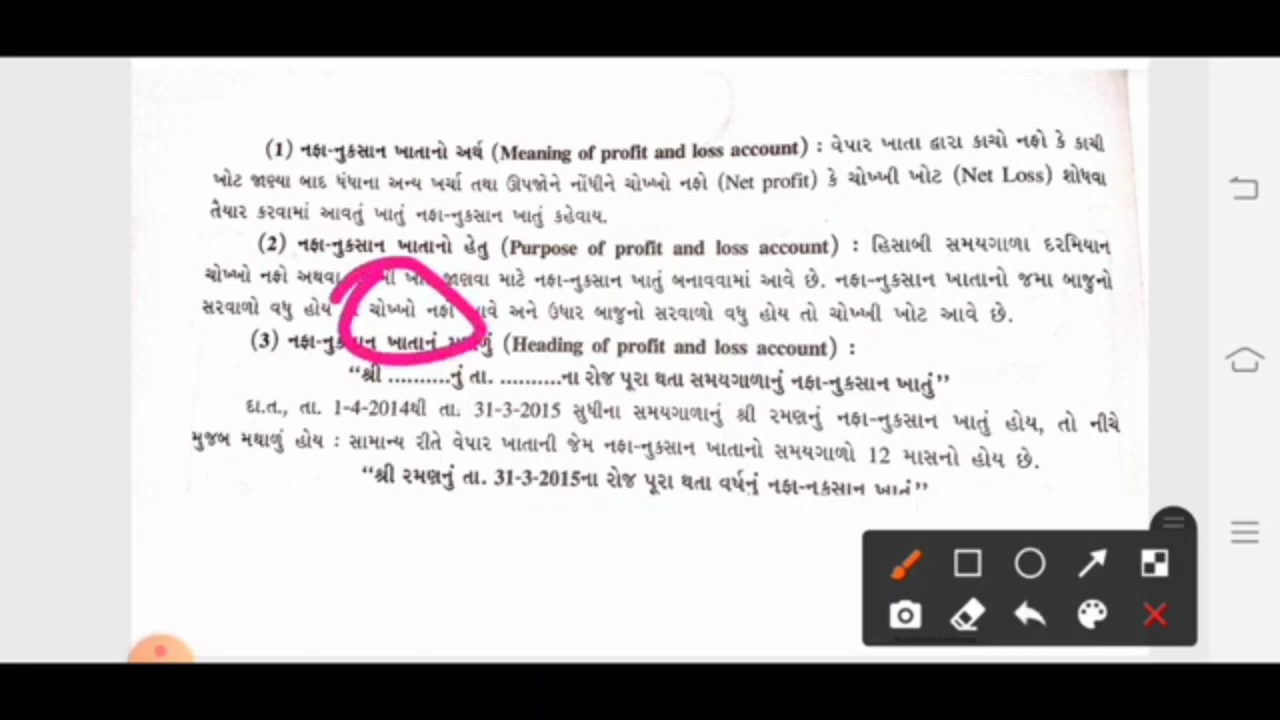 (1) નફા-નુકસાન ખાતાનો અર્થ (Meaning of profit and loss account) : વેપાર ખાતા દ્વારા કાચો નફો કે કાચી
ખોટ જાણ્યા બાદ ધંધાના અન્ય ખર્ચા તથા ઊપજોને નોંધીને ચોખ્ખો નફો (Net profit) કે ચોખ્ખી ખોટ (Net Loss) શોધવા
તૈયાર કરવામાં આવતું ખાતું નફા-નુકસાન ખાતું કહેવાય.
(2) નફા-નુકસાન ખાતાનો હેતુ (Purpose of profit and loss account) : હિસાબી સમયગાળા દરમિયાન
ચોખ્ખો નફો અથવા જાણવા માટે નફા-નુકસાન ખાતું બનાવવામાં આવે છે. નફા-નુકસાન ખાતાનો જમા બાજુનો
સરવાળો વધુ હોય ચોખ્ખો નફો આવે અને ઉધાર બાજુનો સરવાળો વધુ હોય તો ચોખ્ખી ખોટ આવે છે.
(3) નફા-નુકસાન ખાતાનું મથાળું (Heading of profit and loss account) :
“શ્રી ..........નું તા. ..........ના રોજ પૂરા થતા સમયગાળાનું નફા-નુકસાન ખાતું”
દા.ત., તા. 1-4-2014થી તા. 31-3-2015 સુધીના સમયગાળાનું શ્રી રમણનું નફા-નુકસાન ખાતું હોય, તો નીચે
મુજબ મથાળું હોય : સામાન્ય રીતે વેપાર ખાતાની જેમ નફા-નુકસાન ખાતાનો સમયગાળો 12 માસનો હોય છે.
“શ્રી રમણનું તા. 31-3-2015ના રોજ પૂરા થતા વર્ષનું નફા-નુકસાન ખાતું”